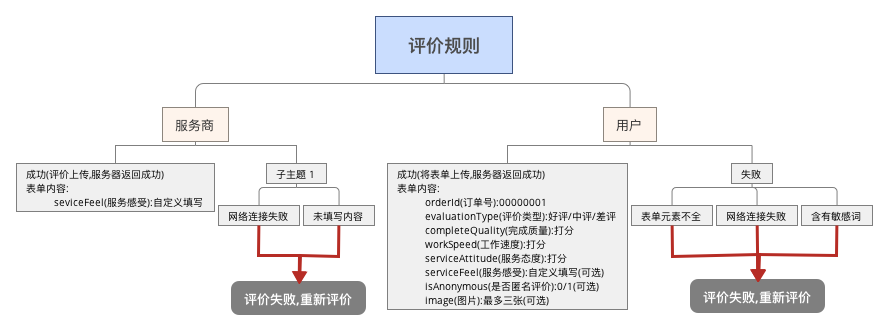 评价规则
服务商
用户
成功(评价上传,服务器返回成功)
表单内容:
seviceFeel(服务感受):自定义填写
子主题 1
网络连接失败
未填写内容
评价失败,重新评价
成功(将表单上传,服务器返回成功)
表单内容:
orderId(订单号):00000001
evaluationType(评价类型):好评/中评/差评
completeQuality(完成质量):打分
workSpeed(工作速度):打分
serviceAttitude(服务态度):打分
serviceFeel(服务感受):自定义填写(可选)
isAnonymous(是否匿名评价):0/1(可选)
image(图片):最多三张(可选)
失败
表单元素不全
网络连接失败
含有敏感词
评价失败,重新评价